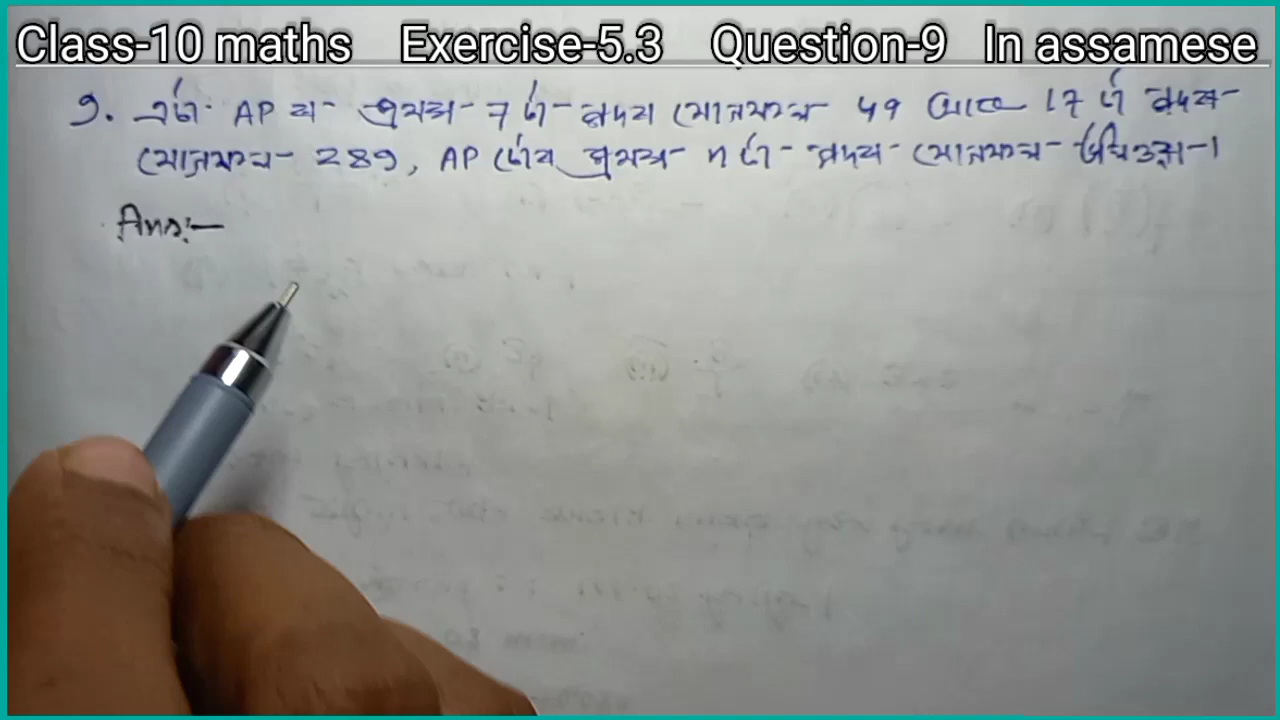 Class-10 maths Exercise-5.3 Question-9 In assamese
9. এটা AP ৰ প্ৰথম 7 টা পদৰ যোগফল 49 আৰু 17 টা পদৰ
যোগফল 289, AP টোৰ প্ৰথম n টা পদৰ যোগফল উলিওৱা।
Ans:-